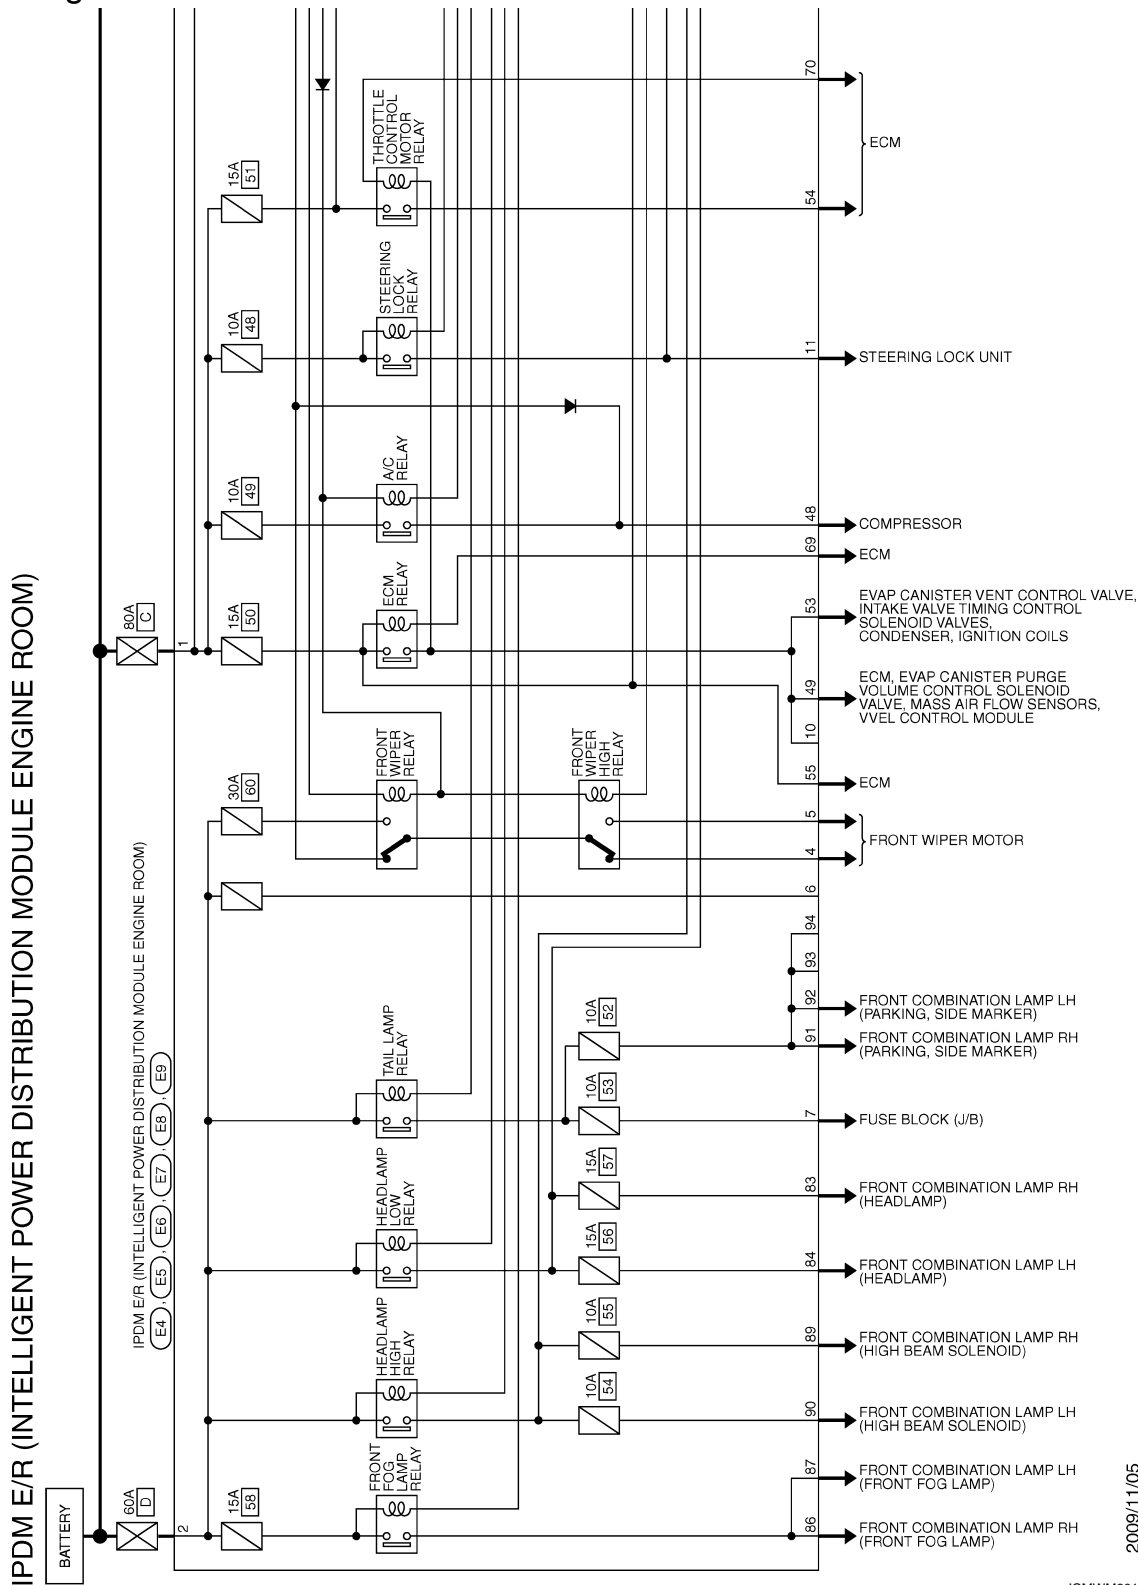 IPDM E/R (INTELLIGENT POWER DISTRIBUTION MODULE ENGINE ROOM)
BATTERY
80A
C
60A
D
1
2
IPDM E/R (INTELLIGENT POWER DISTRIBUTION MODULE ENGINE ROOM)
E4 , E5 , E6 , E7 , E8 , E9
15A
51
THROTTLE
CONTROL
MOTOR
RELAY
70
54
ECM
10A
48
STEERING
LOCK
RELAY
11
STEERING LOCK UNIT
10A
49
A/C
RELAY
48
COMPRESSOR
69
ECM
15A
50
ECM
RELAY
53
EVAP CANISTER VENT CONTROL VALVE,
INTAKE VALVE TIMING CONTROL
SOLENOID VALVES,
CONDENSER, IGNITION COILS
49
ECM, EVAP CANISTER PURGE
VOLUME CONTROL SOLENOID
VALVE, MASS AIR FLOW SENSORS,
VVEL CONTROL MODULE
10
55
ECM
30A
60
FRONT
WIPER
RELAY
FRONT
WIPER
HIGH
RELAY
5
4
FRONT WIPER MOTOR
6
94
93
92
FRONT COMBINATION LAMP LH
(PARKING, SIDE MARKER)
10A
52
91
FRONT COMBINATION LAMP RH
(PARKING, SIDE MARKER)
TAIL LAMP
RELAY
10A
53
7
FUSE BLOCK (J/B)
15A
57
83
FRONT COMBINATION LAMP RH
(HEADLAMP)
HEADLAMP
LOW
RELAY
15A
56
84
FRONT COMBINATION LAMP LH
(HEADLAMP)
10A
55
89
FRONT COMBINATION LAMP RH
(HIGH BEAM SOLENOID)
HEADLAMP
HIGH
RELAY
10A
54
90
FRONT COMBINATION LAMP LH
(HIGH BEAM SOLENOID)
87
FRONT COMBINATION LAMP LH
(FRONT FOG LAMP)
15A
58
FRONT
FOG
LAMP
RELAY
86
FRONT COMBINATION LAMP RH
(FRONT FOG LAMP)
2009/11/05